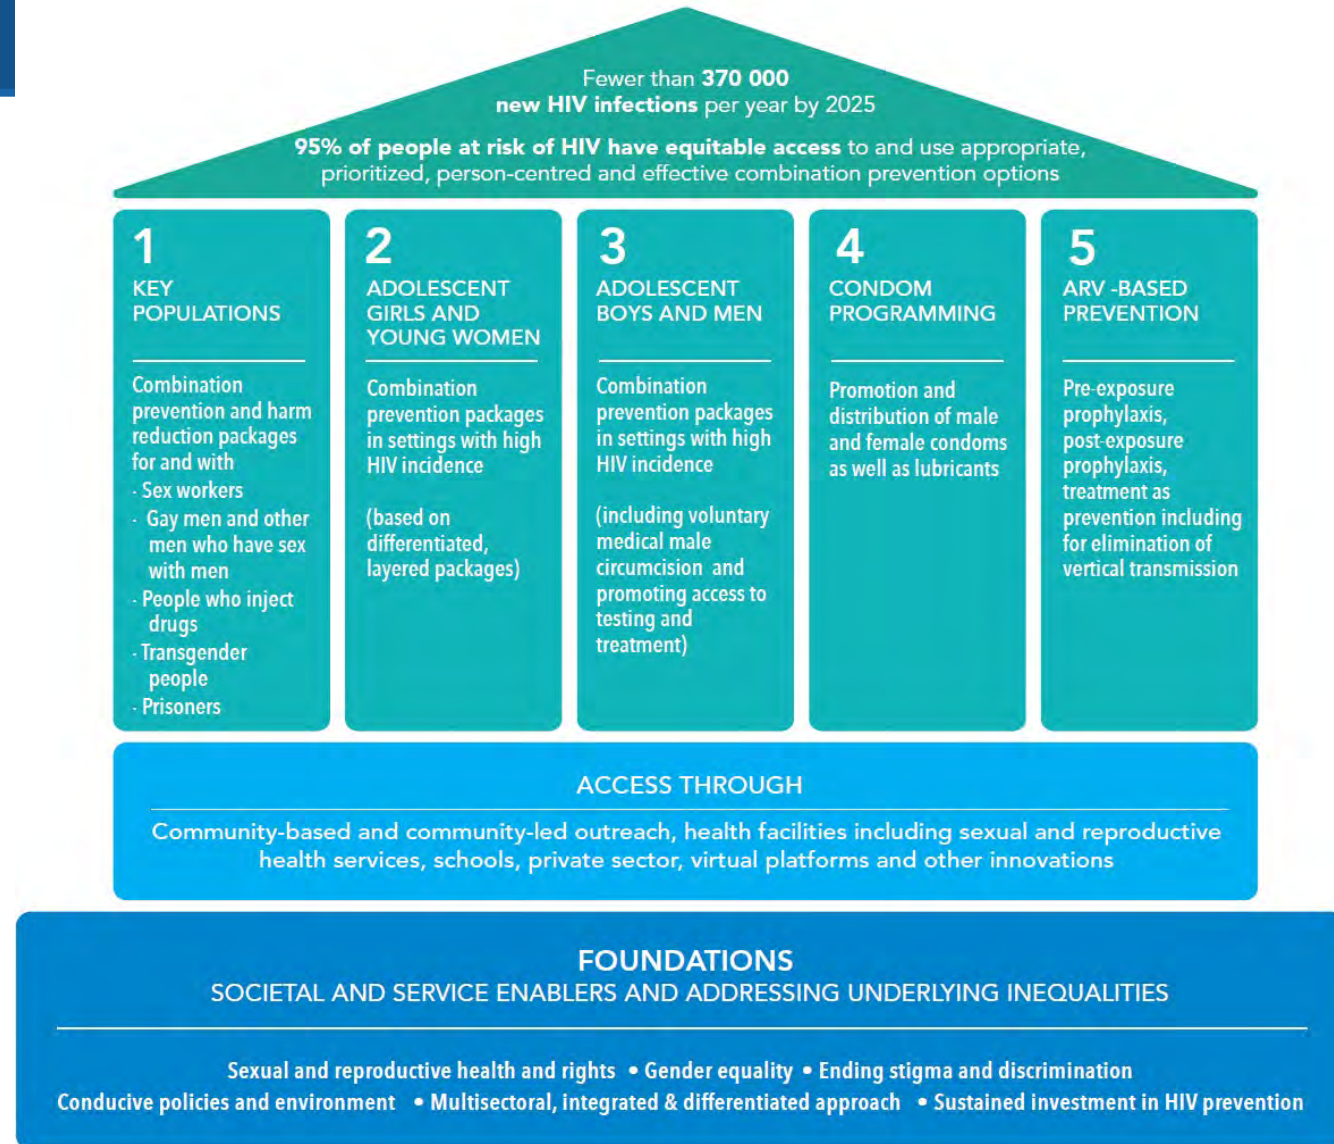 Fewer than 370 000
new HIV infections per year by 2025
95% of people at risk of HIV have equitable access to and use appropriate,
prioritized, person-centred and effective combination prevention options
1
KEY
POPULATIONS
Combination
prevention and harm
reduction packages
for and with
· Sex workers
· Gay men and other
men who have sex
with men
· People who inject
drugs
· Transgender
people
· Prisoners
2
ADOLESCENT
GIRLS AND
YOUNG WOMEN
Combination
prevention packages
in settings with high
HIV incidence
(based on
differentiated,
layered packages)
3
ADOLESCENT
BOYS AND MEN
Combination
prevention packages
in settings with high
HIV incidence
(including voluntary
medical male
circumcision and
promoting access to
testing and
treatment)
4
CONDOM
PROGRAMMING
Promotion and
distribution of male
and female condoms
as well as lubricants
5
ARV -BASED
PREVENTION
Pre-exposure
prophylaxis,
post-exposure
prophylaxis,
treatment as
prevention including
for elimination of
vertical transmission
ACCESS THROUGH
Community-based and community-led outreach, health facilities including sexual and reproductive
health services, schools, private sector, virtual platforms and other innovations
FOUNDATIONS
SOCIETAL AND SERVICE ENABLERS AND ADDRESSING UNDERLYING INEQUALITIES
Sexual and reproductive health and rights • Gender equality • Ending stigma and discrimination
Conducive policies and environment • Multisectoral, integrated & differentiated approach • Sustained investment in HIV prevention